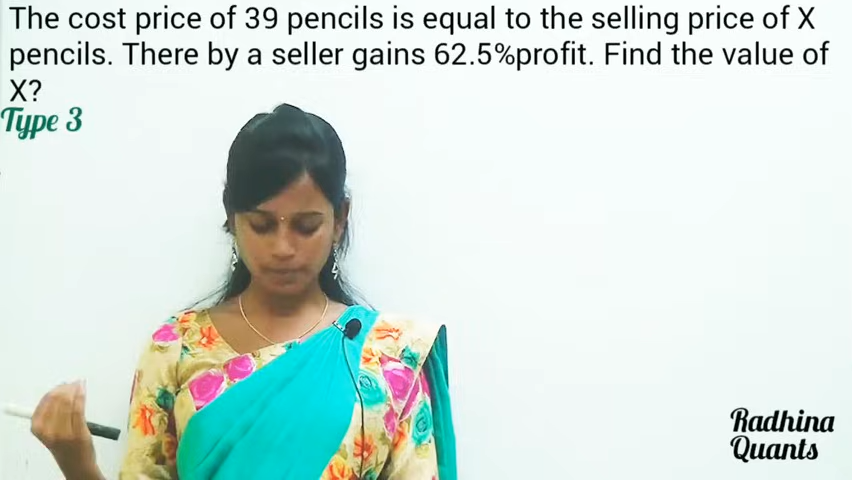 The cost price of 39 pencils is equal to the selling price of X
pencils. There by a seller gains 62.5%profit. Find the value of
X?
Type 3
Radhina
Quants